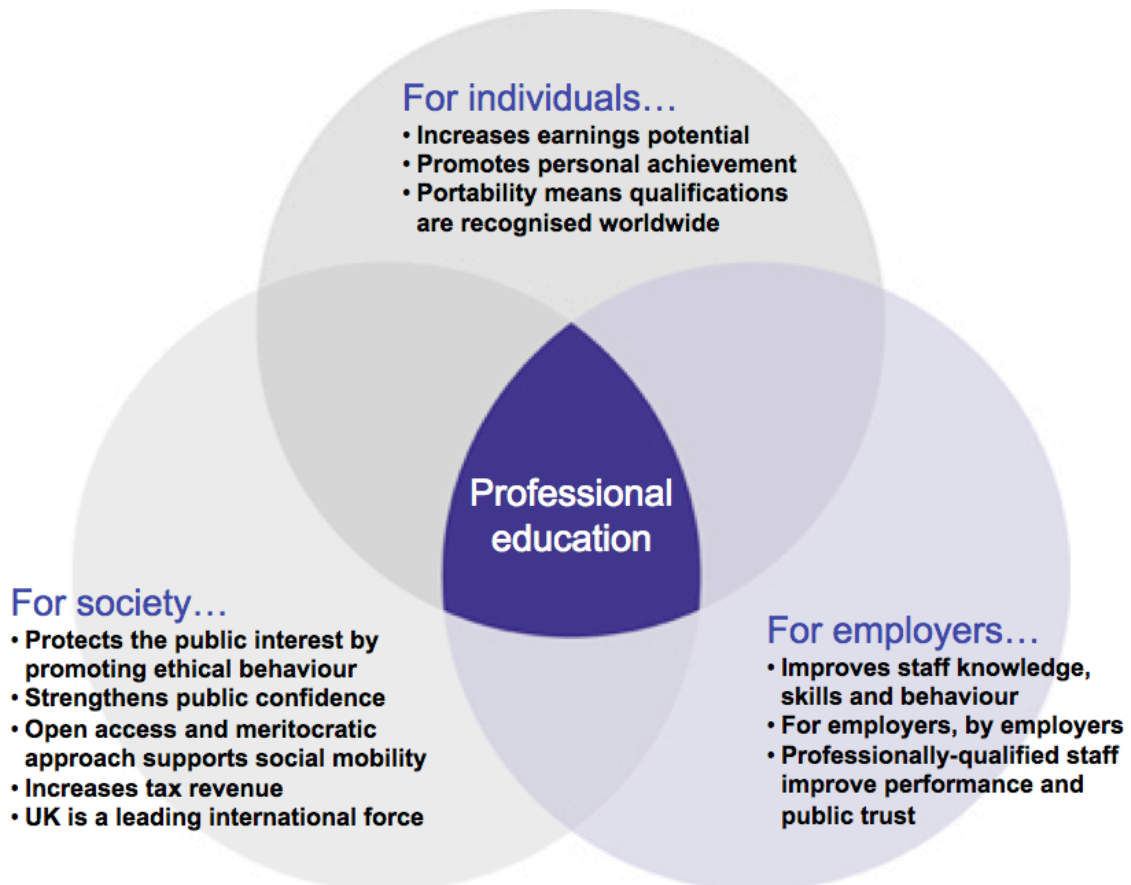 For individuals…
• Increases earnings potential
• Promotes personal achievement
• Portability means qualifications
are recognised worldwide
Professional
education
For society…
• Protects the public interest by
promoting ethical behaviour
• Strengthens public confidence
• Open access and meritocratic
approach supports social mobility
• Increases tax revenue
• UK is a leading international force
For employers…
• Improves staff knowledge,
skills and behaviour
• For employers, by employers
• Professionally-qualified staff
improve performance and
public trust